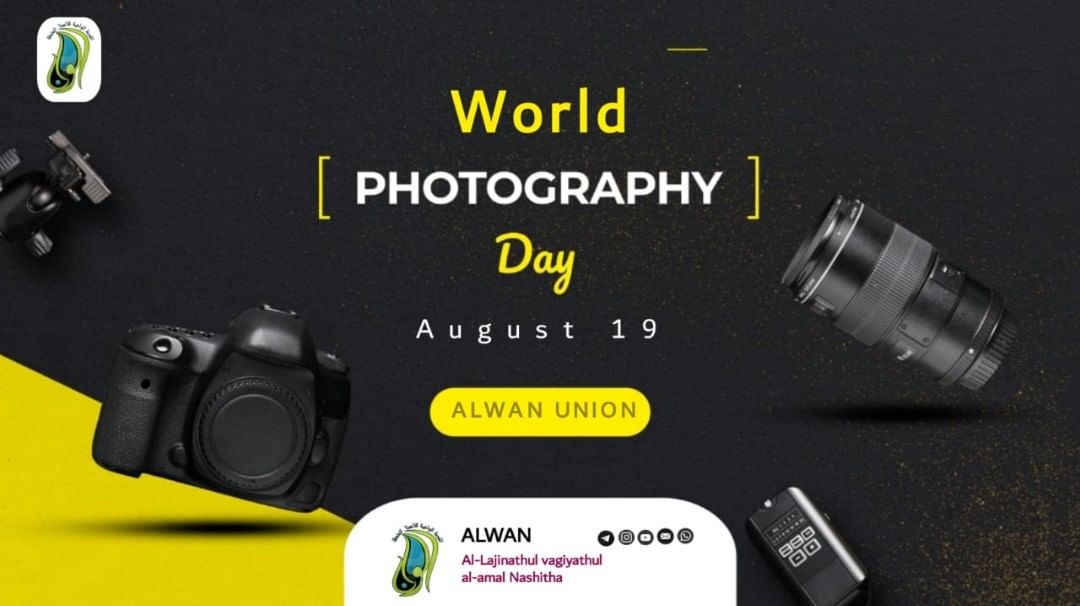 World
PHOTOGRAPHY
Day
August 19
ALWAN UNION
ALWAN
Al-Lajinathul vagiyathul
al-amal Nashitha